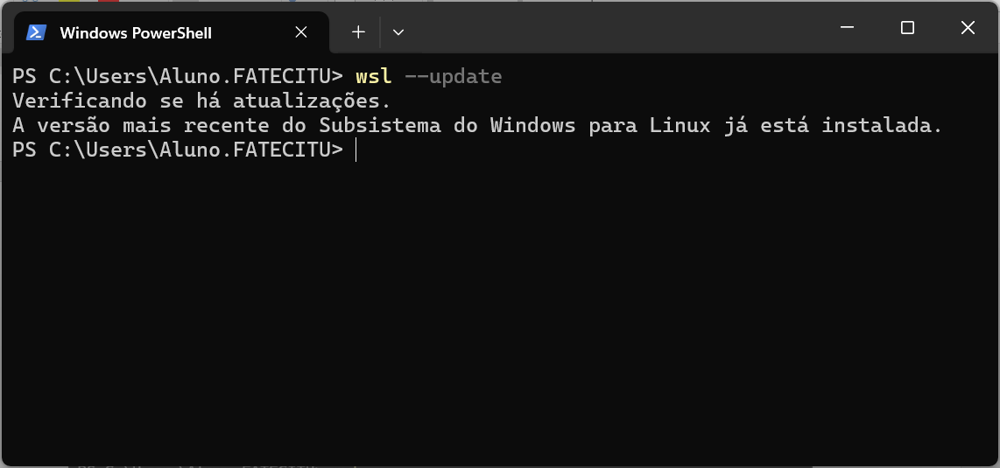 Windows PowerShell
PS C:\Users\Aluno.FATECITU> wsl --update
Verificando se há atualizações.
A versão mais recente do Subsistema do Windows para Linux já está instalada.
PS C:\Users\Aluno.FATECITU>